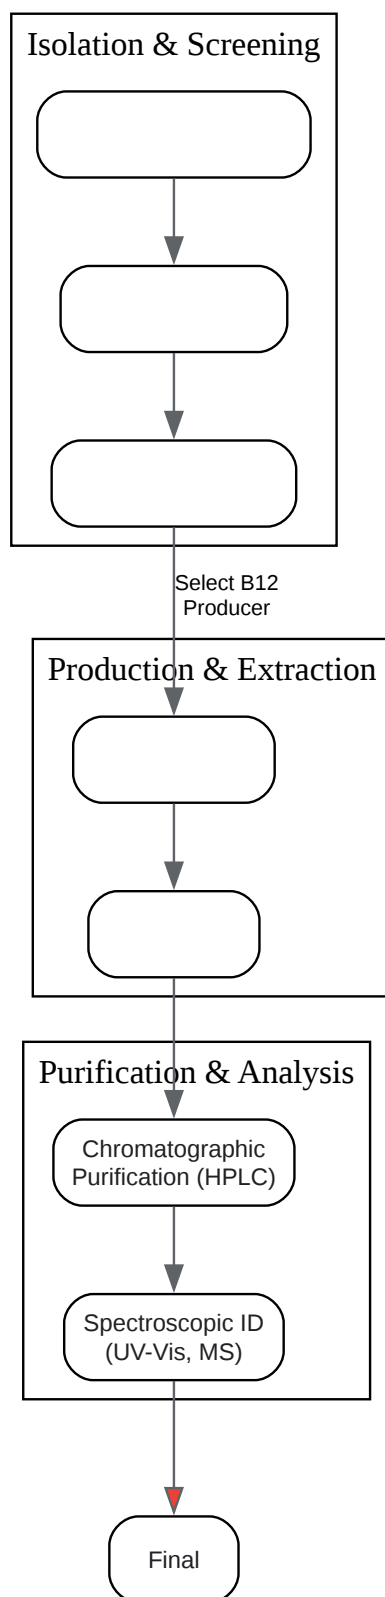 Isolation & Screening
Select B12
Producer
Production & Extraction
Purification & Analysis
Chromatographic
Purification (HPLC)
Spectroscopic ID
(UV-Vis, MS)
Final